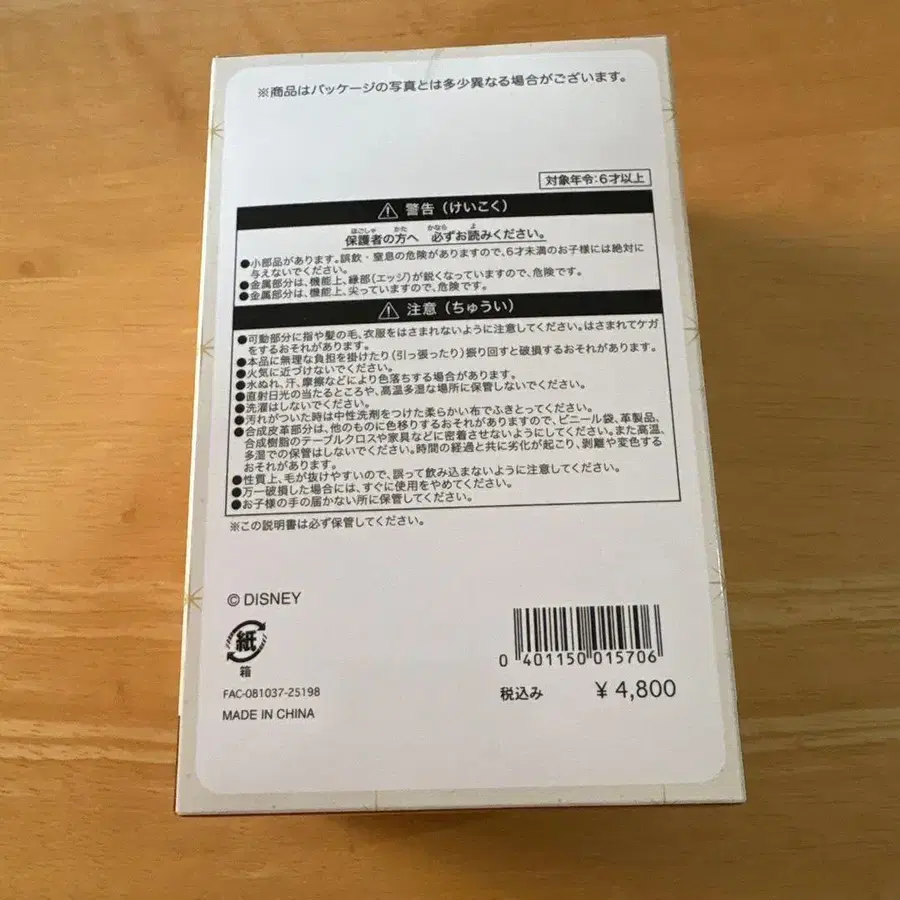 ※商品はパッケージの写真とは多少異なる場合がございます。
対象年令:6才以上
警告（けいこく）
ほごしゃ かた かなら よ
保護者の方へ 必ずお読みください。
●小部品があります。誤飲・窒息の危険がありますので、6才未満のお子様には絶対に
与えないでください。
●金属部分は、機能上、縁部(エッジ)が鋭くなっていますので、危険です。
●金属部分は、機能上、尖っていますので、危険です。
注意（ちゅうい）
●可動部分に指や髪の毛、衣服をはさまれないように注意してください。はさまれてケガ
をするおそれがあります。
●本品に無理な負担を掛けたり(引っ張ったり)振り回すと破損するおそれがあります。
●火気に近づけないでください。
●水ぬれ、汗、摩擦などにより色落ちする場合があります。
●直射日光の当たるところや、高温多湿な場所に保管しないでください。
●洗濯はしないでください。
●汚れがついた時は中性洗剤をつけた柔らかい布でふきとってください。
●合成皮革部分は、他のものに色移りするおそれがありますので、ビニール袋、革製品、
合成樹脂のテーブルクロスや家具などに密着させないようにしてください。また高温、
多湿での保管はしないでください。時間の経過と共に劣化が起こり、剥離や変色する
おそれがあります。
●性質上、毛が抜けやすいので、誤って飲み込まないように注意してください。
●万一破損した場合には、すぐに使用をやめてください。
●お子様の手の届かない所に保管してください。
※この説明書は必ず保管してください。
© DISNEY
紙
箱
FAC-081037-25198
MADE IN CHINA
0 401150 015706
税込み ¥ 4,800